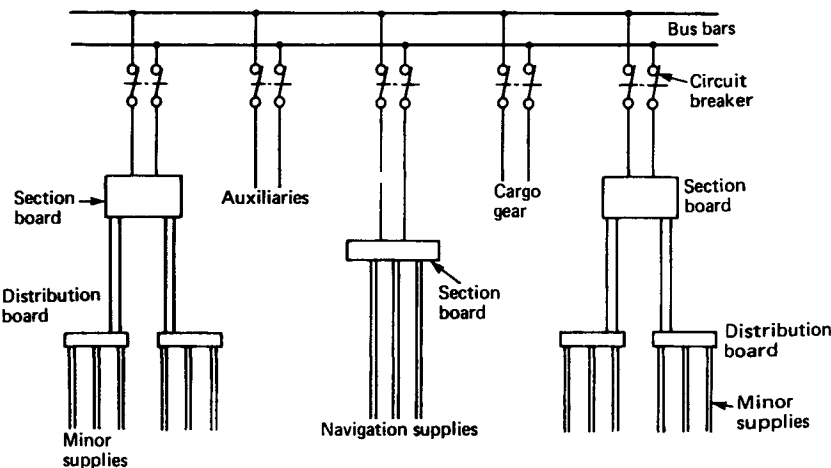 Bus bars
Circuit
breaker
Section
board
Auxiliaries
Cargo
gear
Section
board
Section
board
Distribution
board
Distribution
board
Minor
supplies
Navigation supplies
Minor
supplies